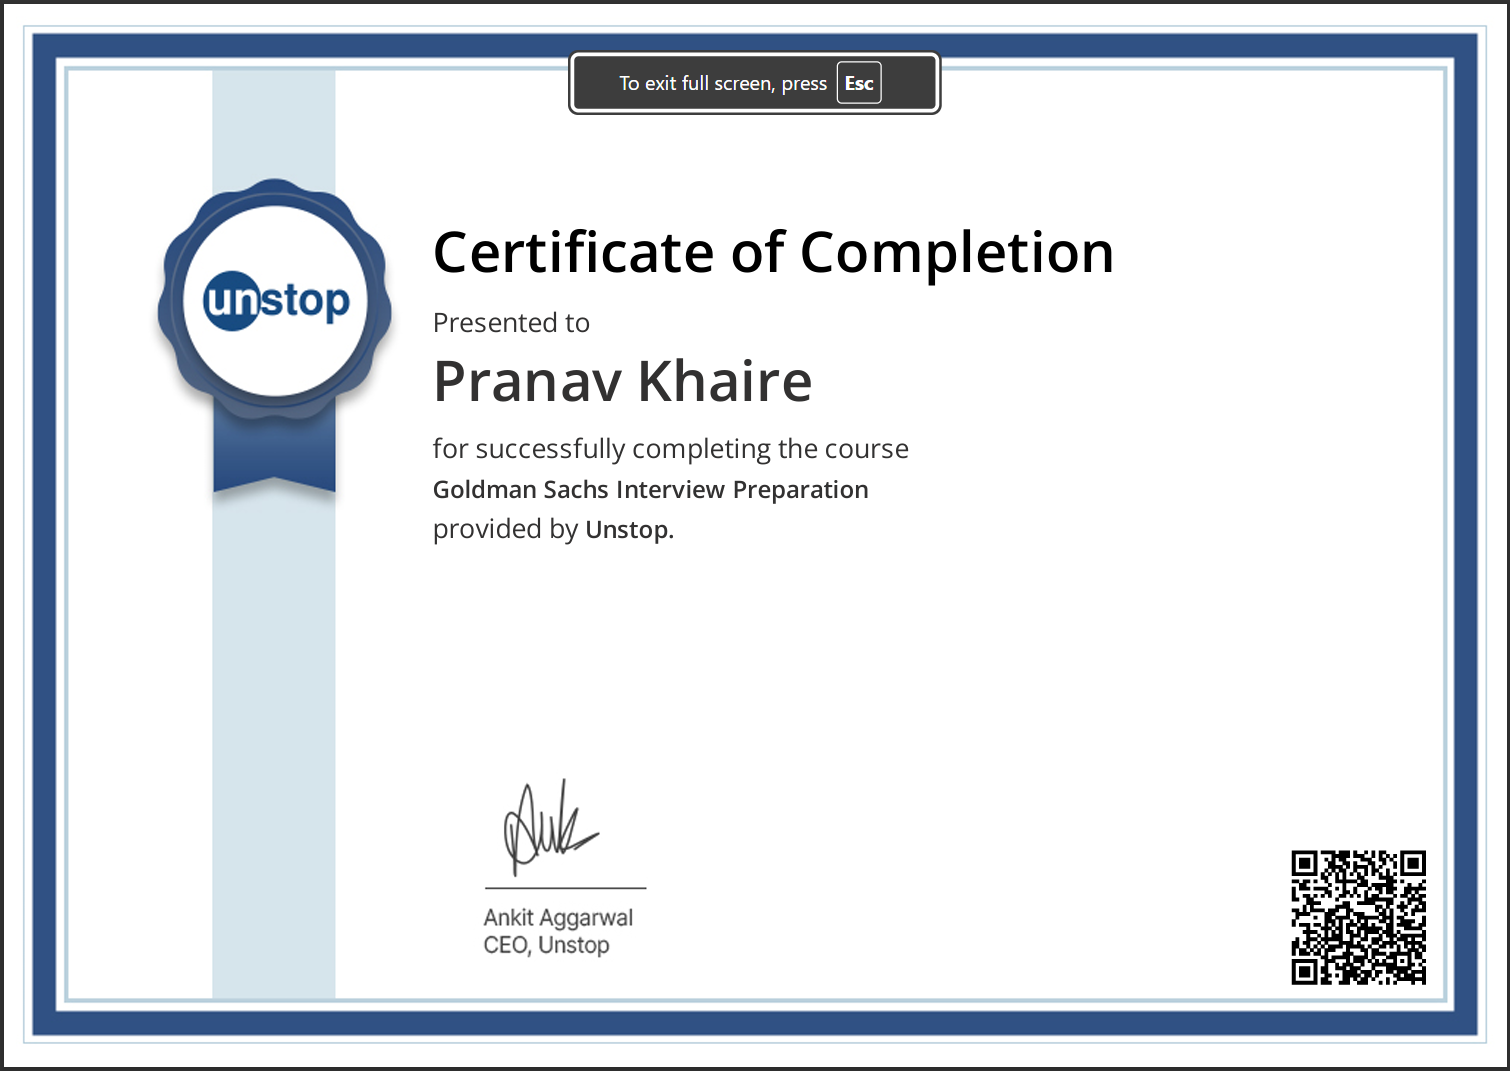 To exit full screen, press Esc
unstop
Certificate of Completion
Presented to
Pranav Khaire
for successfully completing the course
Goldman Sachs Interview Preparation
provided by Unstop.
Ankit Aggarwal
CEO, Unstop